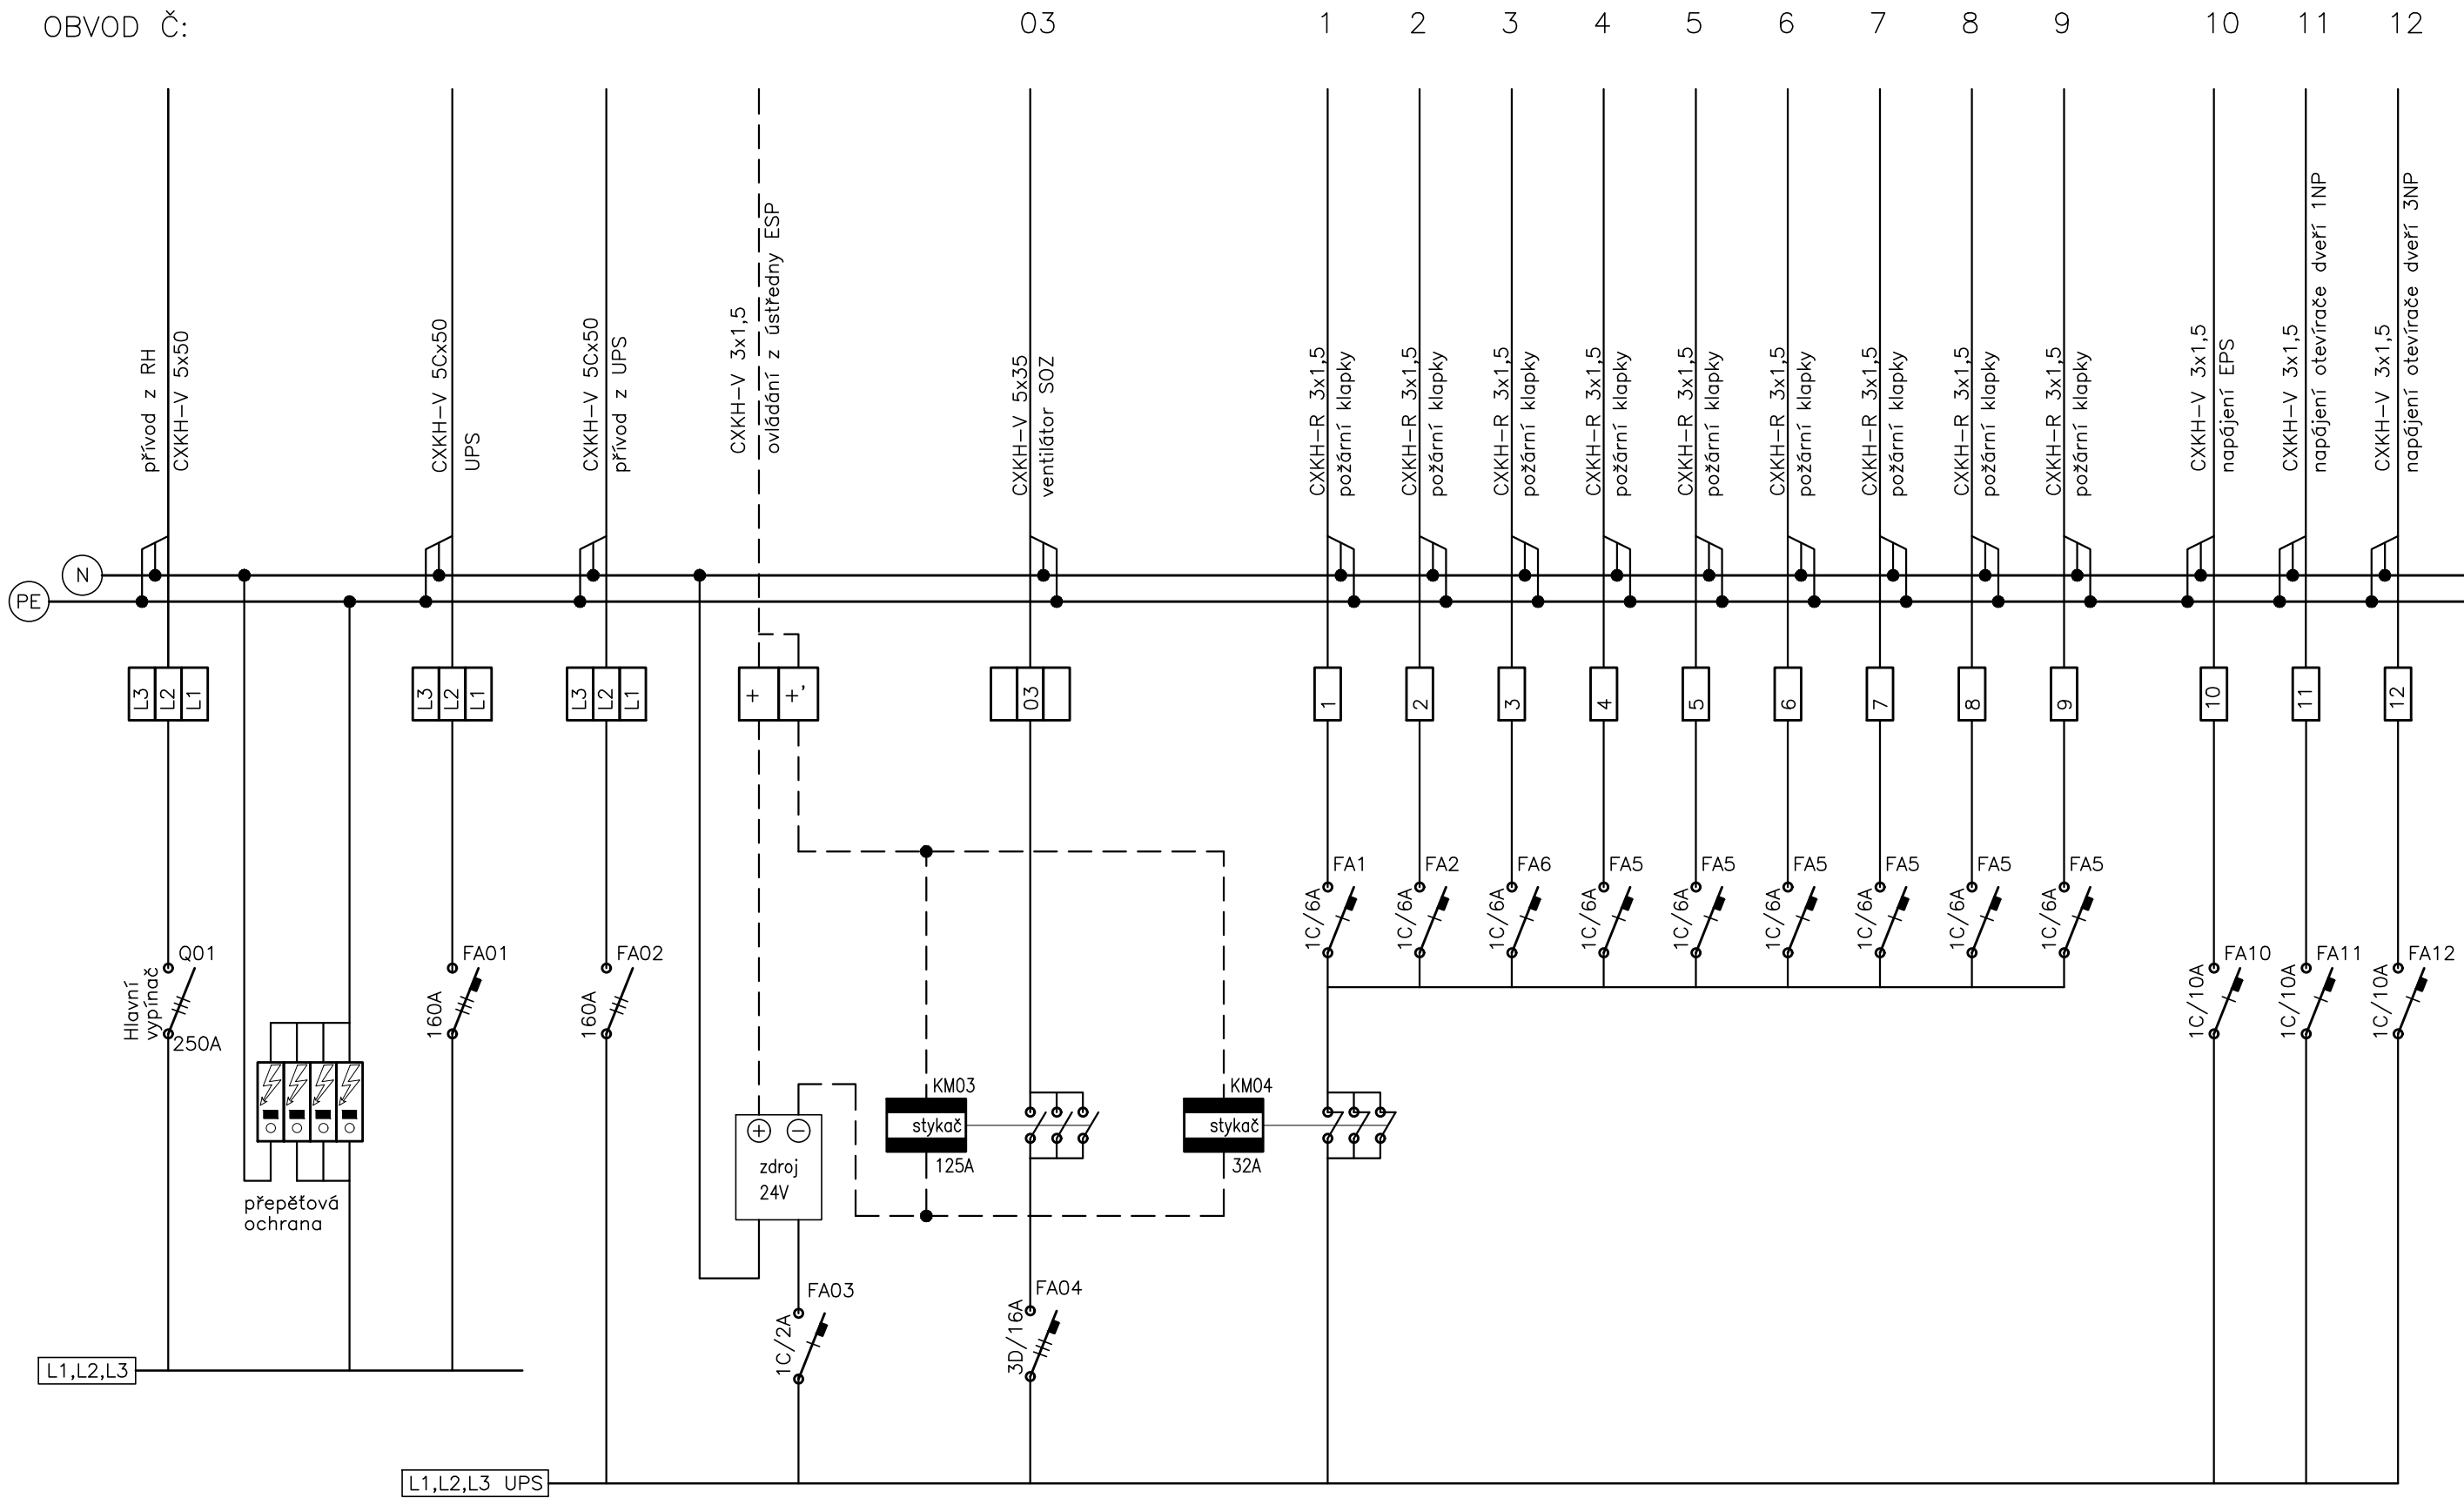 OBVOD Č:
03
1
2
3
4
5
6
7
8
9
10
11
12
přívod z RH
CXKH-V 5x50
CXKH-V 5Cx50
UPS
CXKH-V 5Cx50
přívod z UPS
CXKH-V 3x1,5
ovládání z ústředny ESP
CXKH-V 5x35
ventilátor SOZ
CXKH-R 3x1,5
požární klapky
CXKH-R 3x1,5
požární klapky
CXKH-R 3x1,5
požární klapky
CXKH-R 3x1,5
požární klapky
CXKH-R 3x1,5
požární klapky
CXKH-R 3x1,5
požární klapky
CXKH-R 3x1,5
požární klapky
CXKH-R 3x1,5
požární klapky
CXKH-R 3x1,5
požární klapky
CXKH-V 3x1,5
napájení EPS
CXKH-V 3x1,5
napájení otevírače dveří 1NP
CXKH-V 3x1,5
napájení otevírače dveří 3NP
N
PE
L3
L2
L1
L3
L2
L1
L3
L2
L1
+
+'
03
1
2
3
4
5
6
7
8
9
10
11
12
FA1
1C/6A
FA2
1C/6A
FA6
1C/6A
FA5
1C/6A
FA5
1C/6A
FA5
1C/6A
FA5
1C/6A
FA5
1C/6A
FA5
1C/6A
Q01
Hlavní
vypínač
250A
FA01
160A
FA02
160A
FA10
1C/10A
FA11
1C/10A
FA12
1C/10A
KM03
stykač
125A
KM04
stykač
32A
+
−
zdroj
24V
přepěťová
ochrana
FA03
1C/2A
FA04
3D/16A
L1,L2,L3
L1,L2,L3 UPS